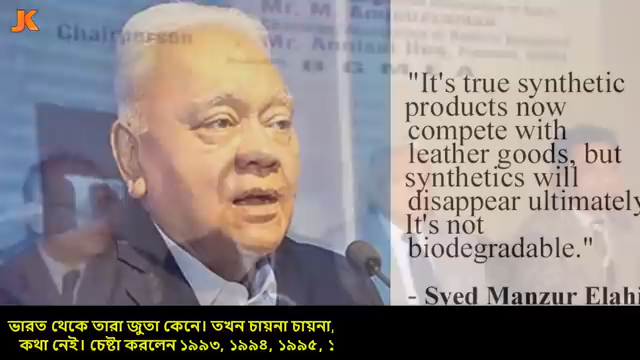 JK
Chairperson
"It's true synthetic
products now
compete with
leather goods, but
synthetics will
disappear ultimately
It's not
biodegradable."
- Syed Manzur Elahi
ভারত থেকে তারা জুতা কেনে। তখন চায়না চায়না,
কথা নেই। চেষ্টা করলেন ১৯৯৩, ১৯৯৪, ১৯৯৫,